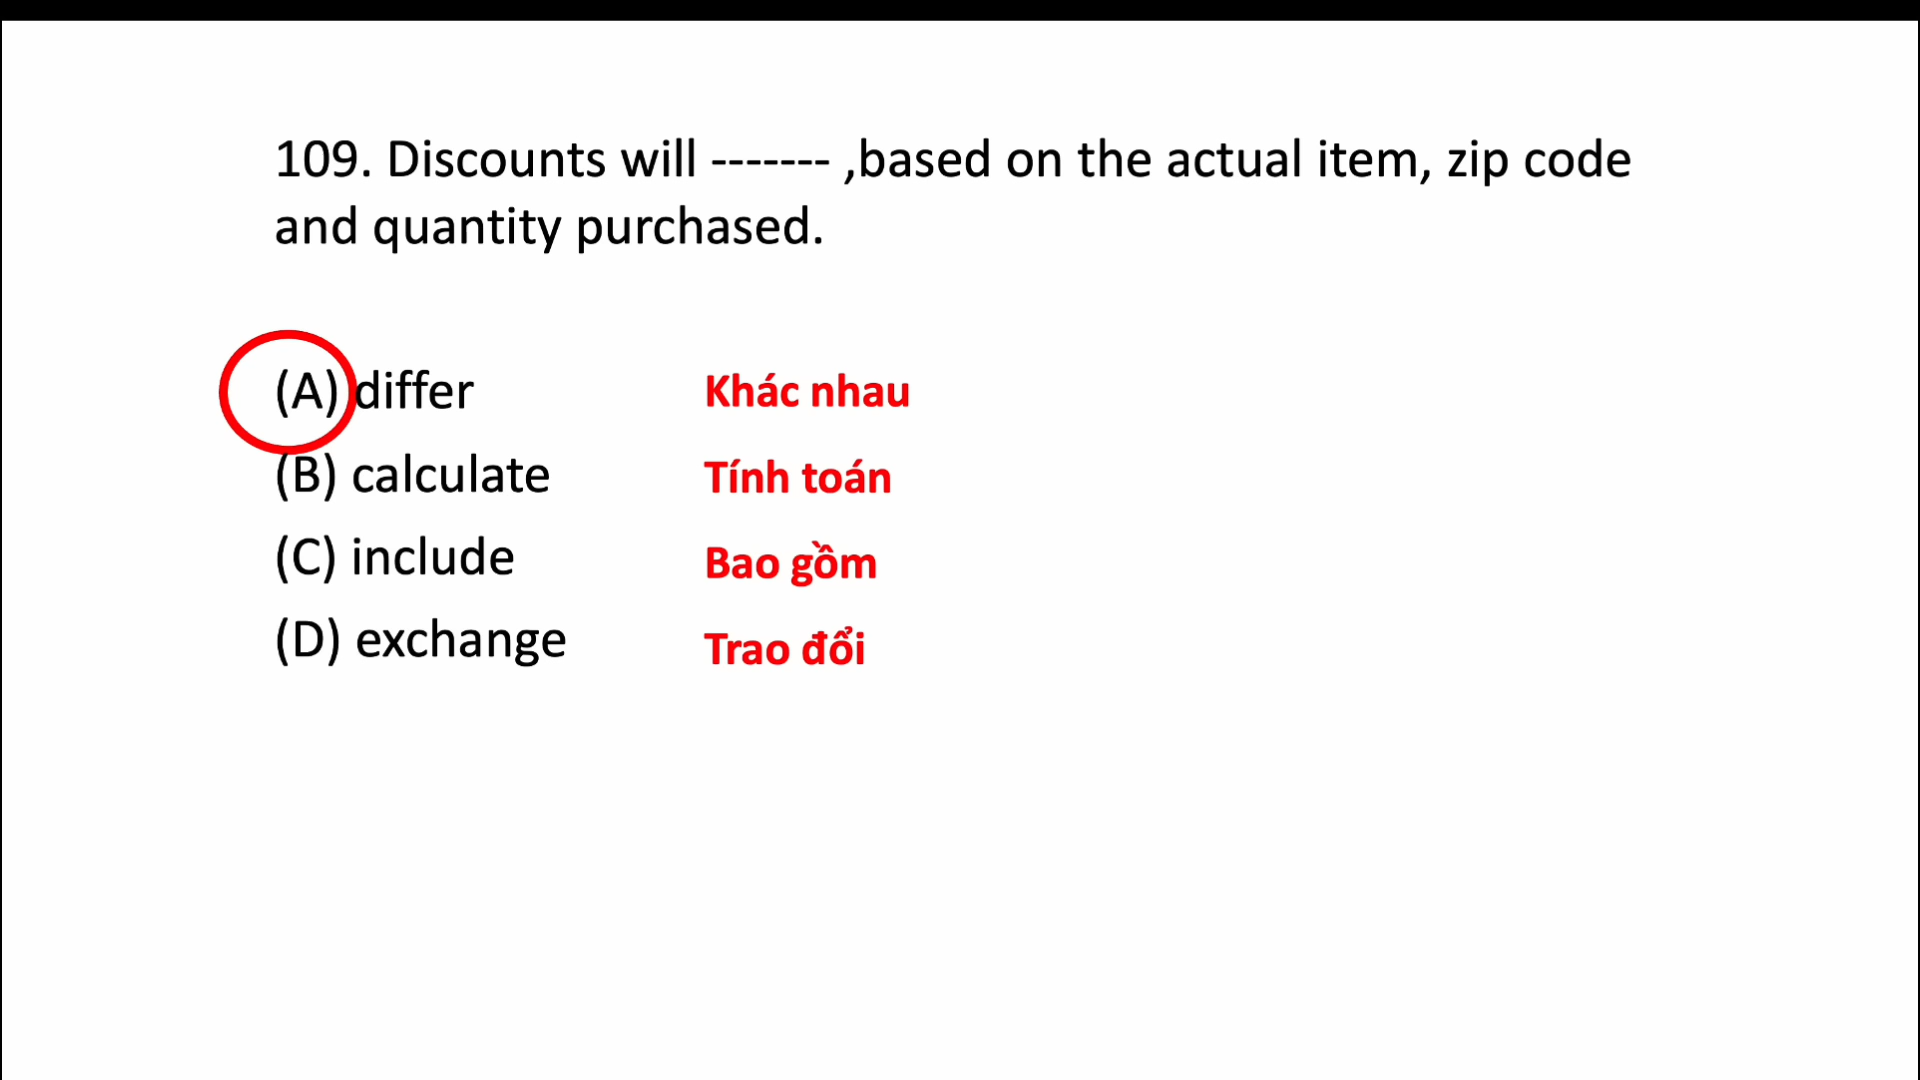 109. Discounts will ------- ,based on the actual item, zip code
and quantity purchased.
(A) differ Khác nhau
(B) calculate Tính toán
(C) include Bao gồm
(D) exchange Trao đổi